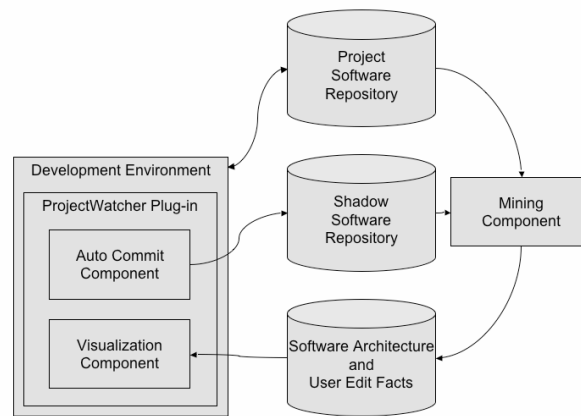 Project
Software
Repository
Development Environment
ProjectWatcher Plug-in
Auto Commit
Component
Visualization
Component
Shadow
Software
Repository
Mining
Component
Software Architecture
and
User Edit Facts